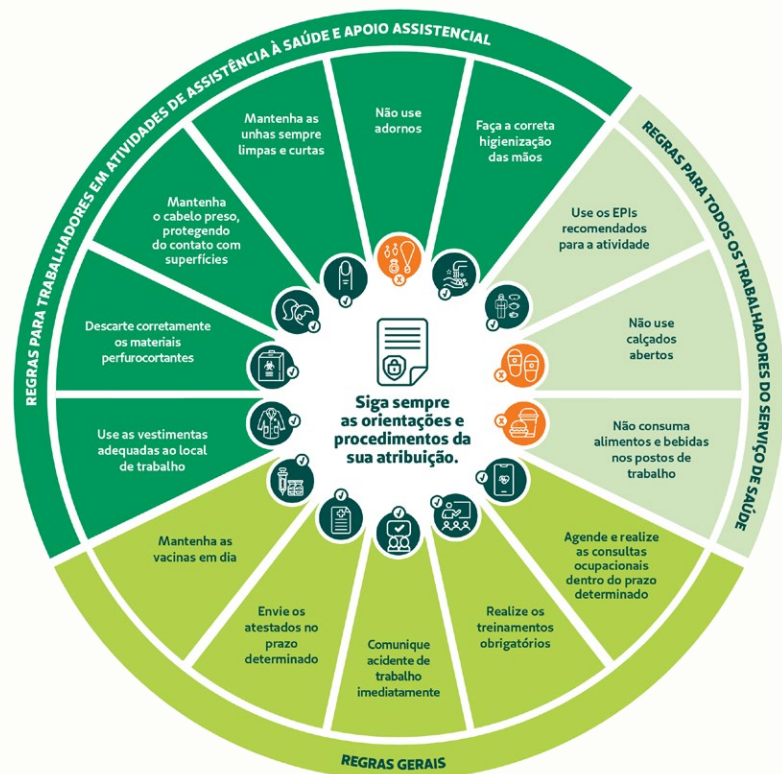 REGRAS PARA TRABALHADORES EM ATIVIDADES DE ASSISTÊNCIA À SAÚDE E APOIO ASSISTENCIAL
Use as vestimentas
adequadas ao local
de trabalho
Descarte corretamente
os materiais
perfurocortantes
Mantenha
o cabelo preso,
protegendo
do contato com
superfícies
Mantenha as
unhas sempre
limpas e curtas
Não use
adornos
Faça a correta
higienização
das mãos
REGRAS PARA TODOS OS TRABALHADORES DO SERVIÇO DE SAÚDE
Use os EPIs
recomendados
para a atividade
Não use
calçados
abertos
Não consuma
alimentos e bebidas
nos postos de
trabalho
Siga sempre
as orientações e
procedimentos da
sua atribuição.
Agende e realize
as consultas
ocupacionais
dentro do prazo
determinado
Realize os
treinamentos
obrigatórios
Comunique
acidente de
trabalho
imediatamente
Envie os
atestados no
prazo
determinado
Mantenha as
vacinas em dia
REGRAS GERAIS